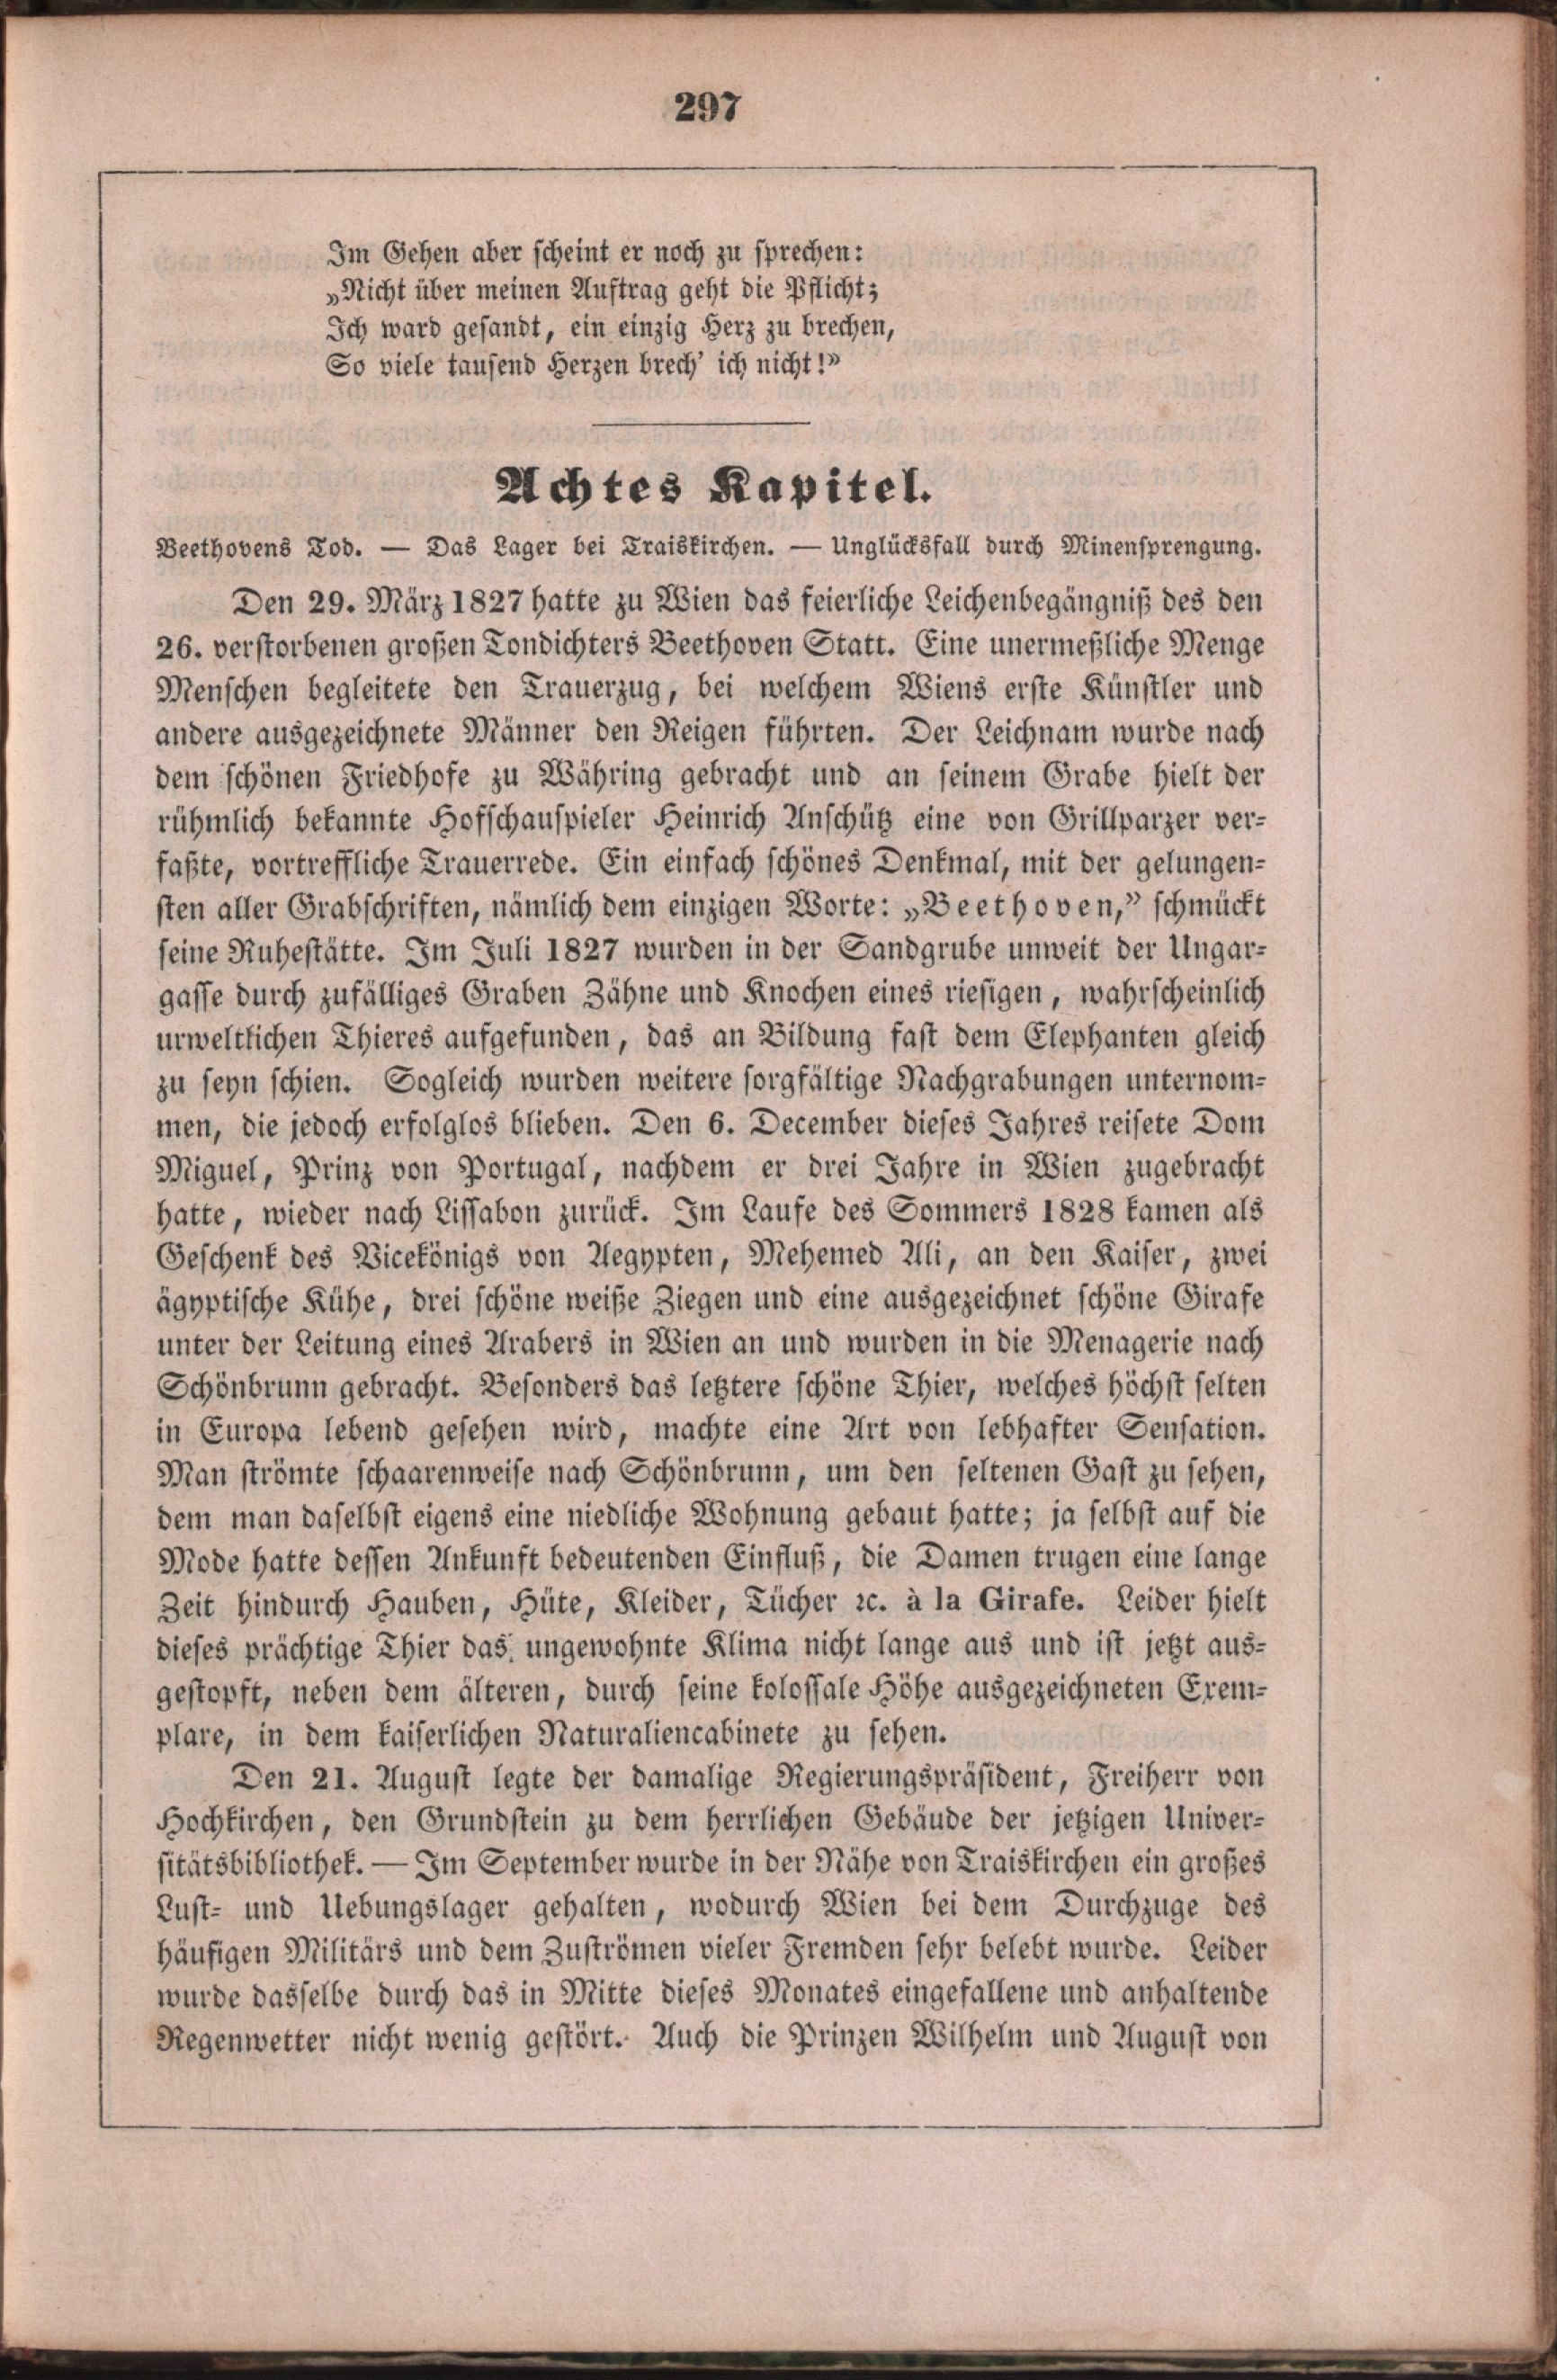 297
Im Gehen aber scheint er noch zu sprechen:
„Nicht über meinen Auftrag geht die Pflicht;
Ich ward gesandt, ein einzig Herz zu brechen,
So viele tausend Herzen brech' ich nicht!”
Achtes Kapitel.
Beethovens Tod. — Das Lager bei Traiskirchen. — Unglücksfall durch Minensprengung.
Den 29. März 1827 hatte zu Wien das feierliche Leichenbegängniß des den
26. verstorbenen großen Tondichters Beethoven Statt. Eine unermeßliche Menge
Menschen begleitete den Trauerzug, bei welchem Wiens erste Künstler und
andere ausgezeichnete Männer den Reigen führten. Der Leichnam wurde nach
dem schönen Friedhofe zu Währing gebracht und an seinem Grabe hielt der
rühmlich bekannte Hofschauspieler Heinrich Anschütz eine von Grillparzer ver-
faßte, vortreffliche Trauerrede. Ein einfach schönes Denkmal, mit der gelungen-
sten aller Grabschriften, nämlich dem einzigen Worte: „Beethoven,” schmückt
seine Ruhestätte. Im Juli 1827 wurden in der Sandgrube unweit der Ungar-
gasse durch zufälliges Graben Zähne und Knochen eines riesigen, wahrscheinlich
urweltlichen Thieres aufgefunden, das an Bildung fast dem Elephanten gleich
zu seyn schien. Sogleich wurden weitere sorgfältige Nachgrabungen unternom-
men, die jedoch erfolglos blieben. Den 6. December dieses Jahres reisete Dom
Miguel, Prinz von Portugal, nachdem er drei Jahre in Wien zugebracht
hatte, wieder nach Lissabon zurück. Im Laufe des Sommers 1828 kamen als
Geschenk des Vicekönigs von Aegypten, Mehemed Ali, an den Kaiser, zwei
ägyptische Kühe, drei schöne weiße Ziegen und eine ausgezeichnet schöne Girafe
unter der Leitung eines Arabers in Wien an und wurden in die Menagerie nach
Schönbrunn gebracht. Besonders das letztere schöne Thier, welches höchst selten
in Europa lebend gesehen wird, machte eine Art von lebhafter Sensation.
Man strömte schaarenweise nach Schönbrunn, um den seltenen Gast zu sehen,
dem man daselbst eigens eine niedliche Wohnung gebaut hatte; ja selbst auf die
Mode hatte dessen Ankunft bedeutenden Einfluß, die Damen trugen eine lange
Zeit hindurch Hauben, Hüte, Kleider, Tücher ꝛc. à la Girafe. Leider hielt
dieses prächtige Thier das ungewohnte Klima nicht lange aus und ist jetzt aus-
gestopft, neben dem älteren, durch seine kolossale Höhe ausgezeichneten Exem-
plare, in dem kaiserlichen Naturaliencabinete zu sehen.
Den 21. August legte der damalige Regierungspräsident, Freiherr von
Hochkirchen, den Grundstein zu dem herrlichen Gebäude der jetzigen Univer-
sitätsbibliothek. — Im September wurde in der Nähe von Traiskirchen ein großes
Lust- und Uebungslager gehalten, wodurch Wien bei dem Durchzuge des
häufigen Militärs und dem Zuströmen vieler Fremden sehr belebt wurde. Leider
wurde dasselbe durch das in Mitte dieses Monates eingefallene und anhaltende
Regenwetter nicht wenig gestört. Auch die Prinzen Wilhelm und August von